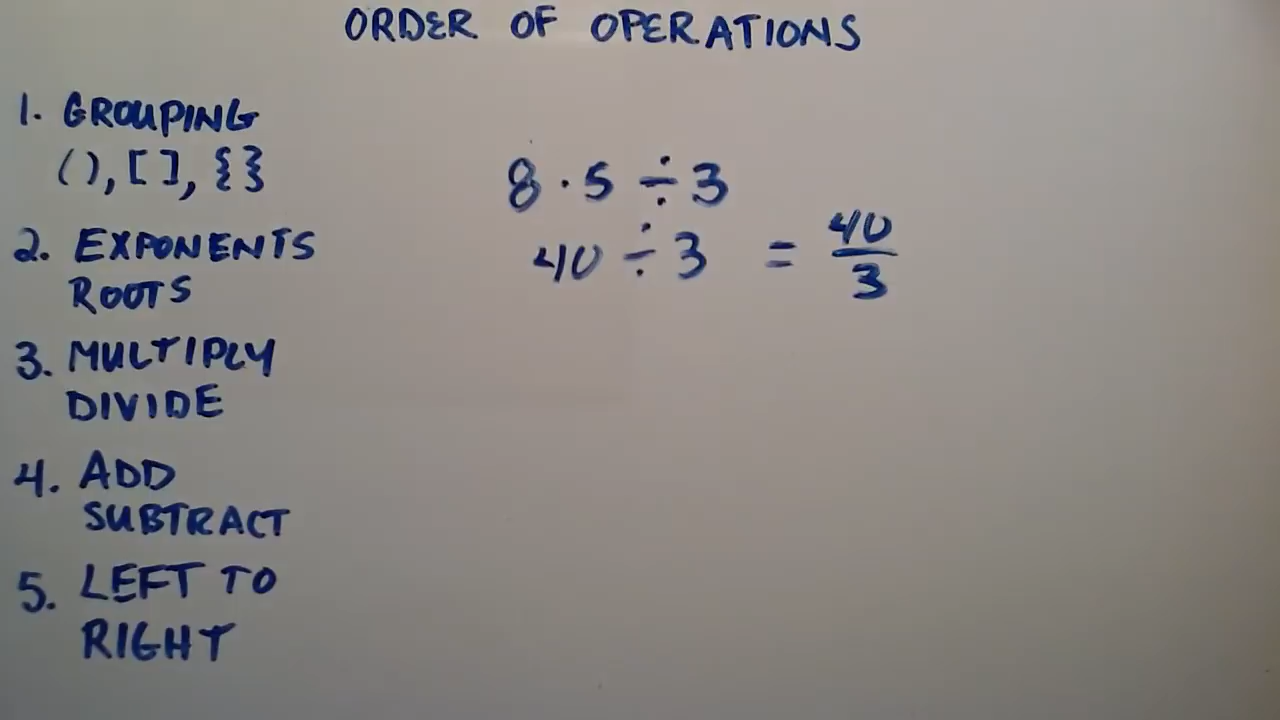 ORDER OF OPERATIONS
1. GROUPING
(), [], {}
2. EXPONENTS
ROOTS
3. MULTIPLY
DIVIDE
4. ADD
SUBTRACT
5. LEFT TO
RIGHT
8 · 5 ÷ 3
40 ÷ 3 = 40/3